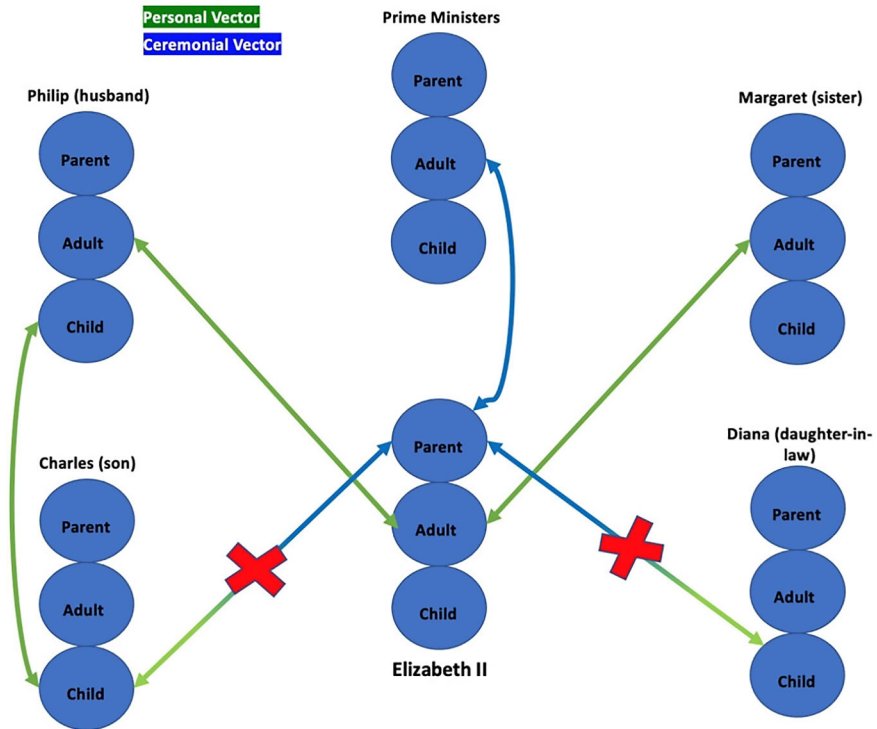 Personal Vector
Ceremonial Vector
Prime Ministers
Parent
Adult
Child
Philip (husband)
Parent
Adult
Child
Margaret (sister)
Parent
Adult
Child
Charles (son)
Parent
Adult
Child
Parent
Adult
Child
Elizabeth II
Diana (daughter-in-
law)
Parent
Adult
Child